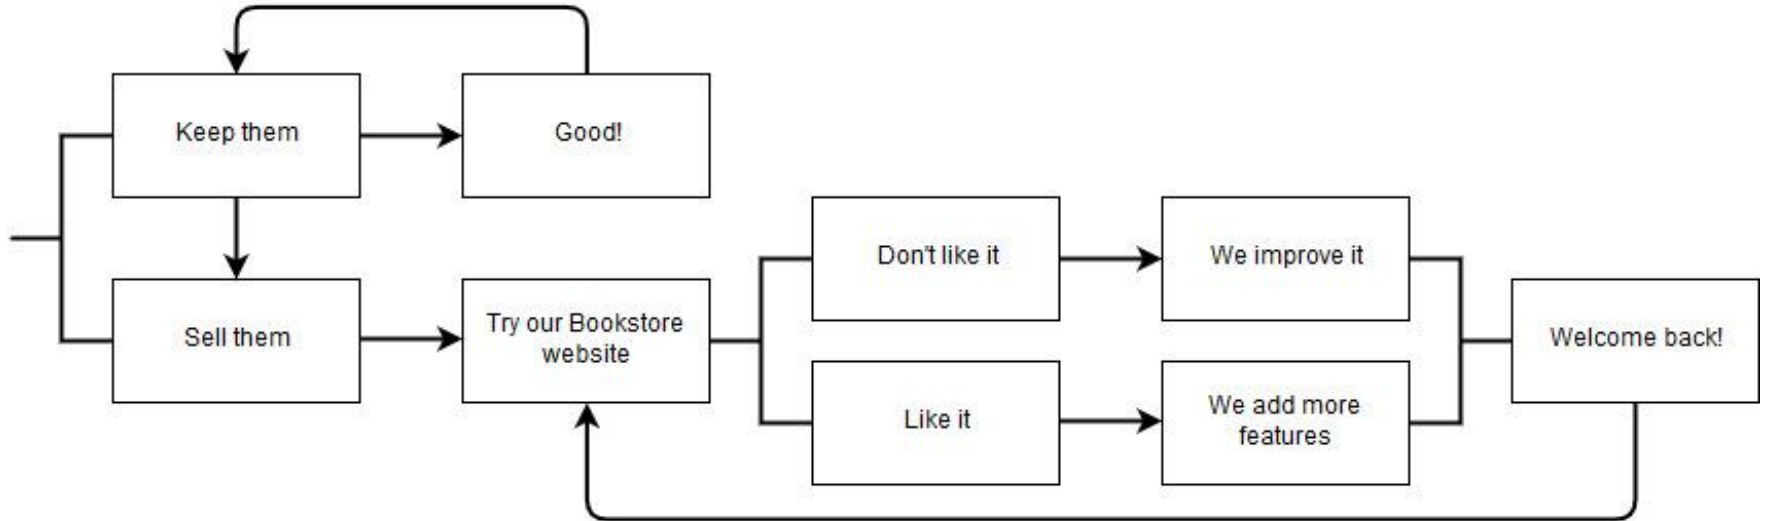 Keep them
Good!
Sell them
Try our Bookstore
website
Don't like it
We improve it
Like it
We add more
features
Welcome back!